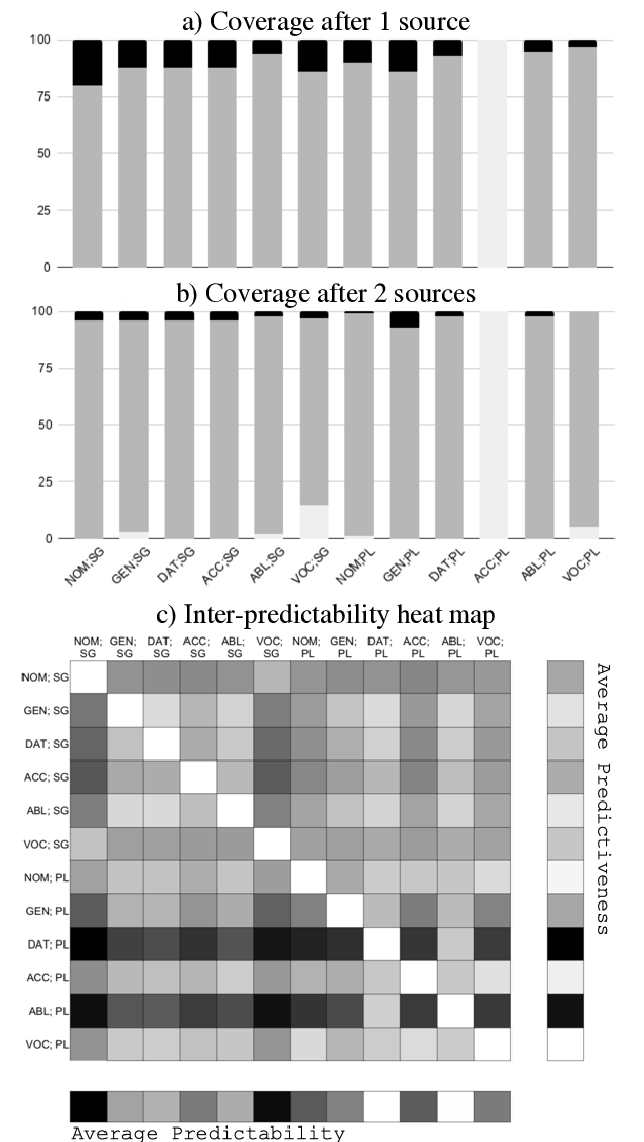 a) Coverage after 1 source
100
75
50
25
0
b) Coverage after 2 sources
100
75
50
25
0
NOM;SG GEN;SG DAT;SG ACC;SG ABL;SG VOC;SG NOM;PL GEN;PL DAT;PL ACC;PL ABL;PL VOC;PL
c) Inter-predictability heat map
NOM; GEN; DAT; ACC; ABL; VOC; NOM; GEN; DAT; ACC; ABL; VOC;
SG SG SG SG SG SG PL PL PL PL PL PL
NOM; SG
GEN; SG
DAT; SG
ACC; SG
ABL; SG
VOC; SG
NOM; PL
GEN; PL
DAT; PL
ACC; PL
ABL; PL
VOC; PL
Average Predictiveness
Average Predictability